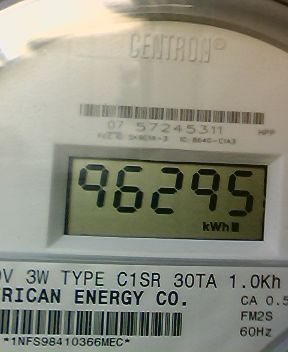 CENTRON®
07 57245311 HPP
96295
kWh
V 3W TYPE C1SR 30TA 1.0Kh
RICAN ENERGY CO.
CA 0.5
FM2S
60Hz
*1NFS98410366MEC*